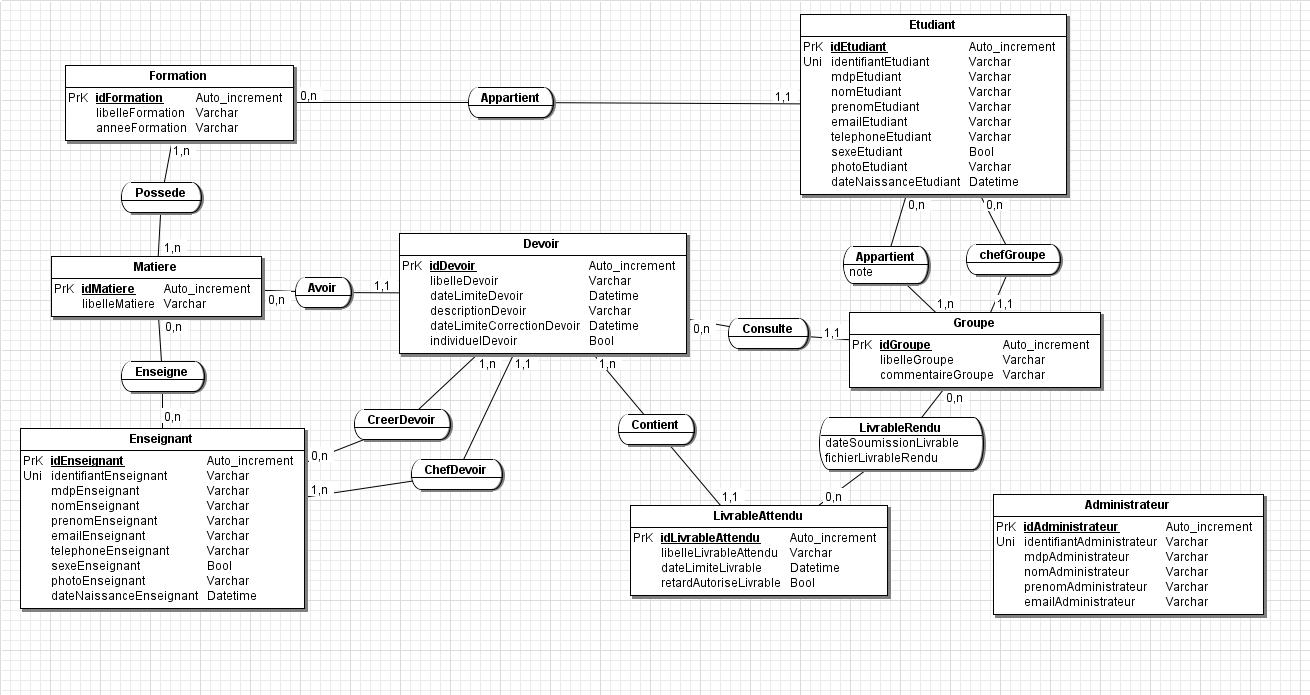 Etudiant
PrK idEtudiant Auto_increment
Uni identifiantEtudiant Varchar
mdpEtudiant Varchar
nomEtudiant Varchar
prenomEtudiant Varchar
emailEtudiant Varchar
telephoneEtudiant Varchar
sexeEtudiant Bool
photoEtudiant Varchar
dateNaissanceEtudiant Datetime
Formation
PrK idFormation Auto_increment
libelleFormation Varchar
anneeFormation Varchar
0,n
Appartient
1,1
1,n
Possede
1,n
0,n
0,n
Matiere
PrK idMatiere Auto_increment
libelleMatiere Varchar
0,n
Avoir
1,1
Devoir
PrK idDevoir Auto_increment
libelleDevoir Varchar
dateLimiteDevoir Datetime
descriptionDevoir Varchar
dateLimiteCorrectionDevoir Datetime
individuelDevoir Bool
Appartient
note
chefGroupe
1,n
1,1
0,n
Consulte
1,1
Groupe
PrK idGroupe Auto_increment
libelleGroupe Varchar
commentaireGroupe Varchar
0,n
Enseigne
0,n
1,n
1,1
1,n
0,n
CreerDevoir
0,n
ChefDevoir
1,n
Contient
1,1
LivrableRendu
dateSoumissionLivrable
fichierLivrableRendu
0,n
Enseignant
PrK idEnseignant Auto_increment
Uni identifiantEnseignant Varchar
mdpEnseignant Varchar
nomEnseignant Varchar
prenomEnseignant Varchar
emailEnseignant Varchar
telephoneEnseignant Varchar
sexeEnseignant Bool
photoEnseignant Varchar
dateNaissanceEnseignant Datetime
LivrableAttendu
PrK idLivrableAttendu Auto_increment
libelleLivrableAttendu Varchar
dateLimiteLivrable Datetime
retardAutoriseLivrable Bool
Administrateur
PrK idAdministrateur Auto_increment
Uni identifiantAdministrateur Varchar
mdpAdministrateur Varchar
nomAdministrateur Varchar
prenomAdministrateur Varchar
emailAdministrateur Varchar